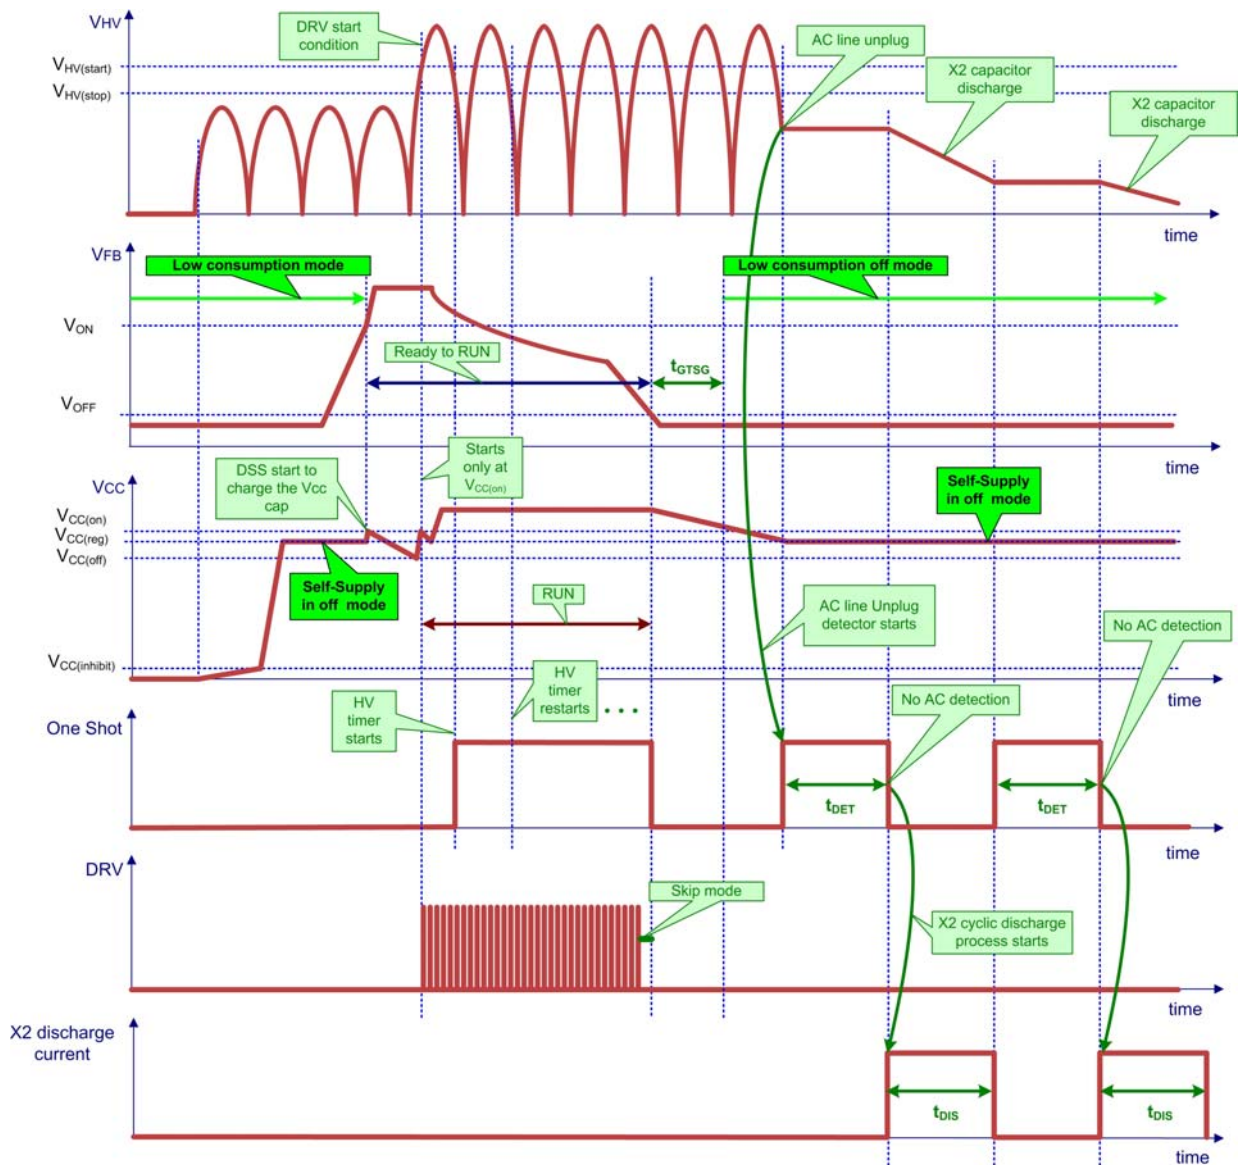 VHV
DRV start
condition
AC line unplug
VHV(start)
VHV(stop)
X2 capacitor
discharge
X2 capacitor
discharge
time
VFB
Low consumption mode
Low consumption off mode
VON
Ready to RUN
tGTSG
VOFF
time
Starts
only at
VCC(on)
DSS start to
charge the Vcc
cap
VCC
Self-Supply
in off mode
VCC(on)
VCC(reg)
VCC(off)
Self-Supply
in off mode
RUN
AC line Unplug
detector starts
No AC detection
VCC(inhibit)
time
HV
timer
restarts
...
HV
timer
starts
No AC detection
One Shot
tDET
tDET
time
DRV
Skip mode
X2 cyclic discharge
process starts
time
X2 discharge
current
tDIS
tDIS
time